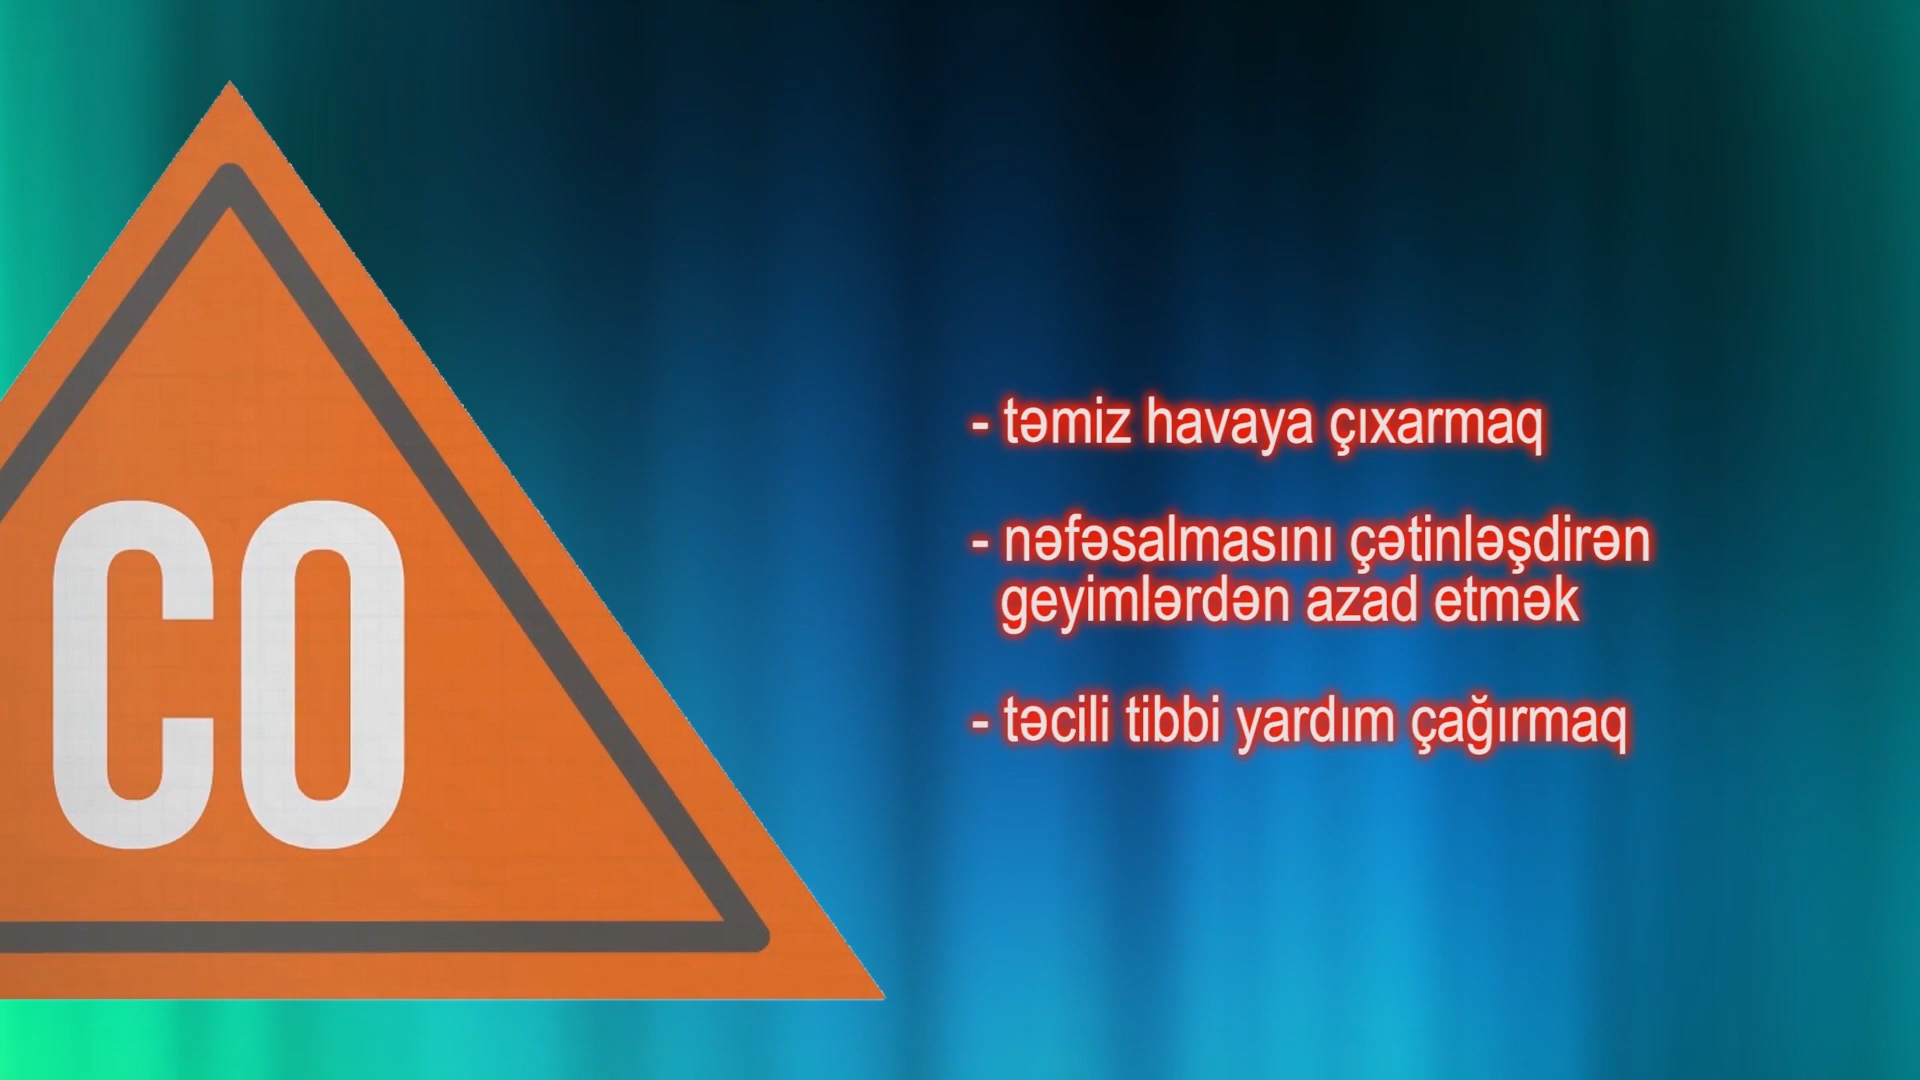 CO
- təmiz havaya çıxarmaq
- nəfəsalmasını çətinləşdirən
geyimlərdən azad etmək
- təcili tibbi yardım çağırmaq